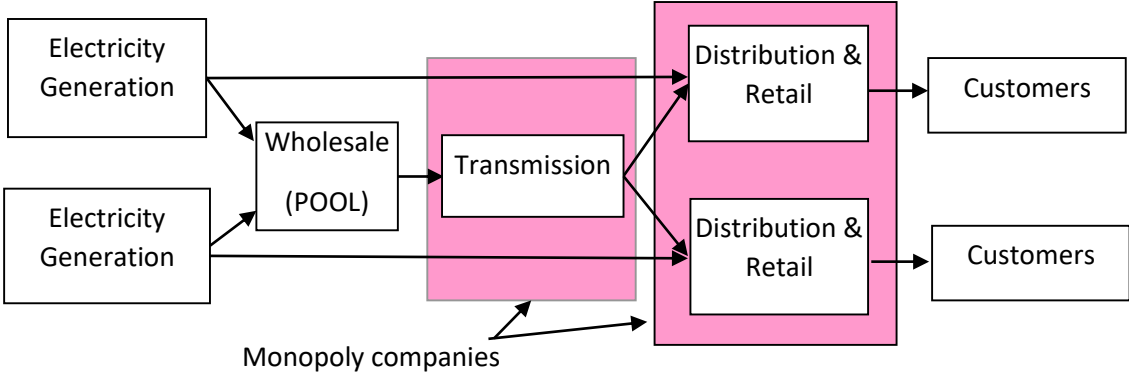 Electricity
Generation
Wholesale
(POOL)
Electricity
Generation
Transmission
Distribution &
Retail
Distribution &
Retail
Customers
Customers
Monopoly companies